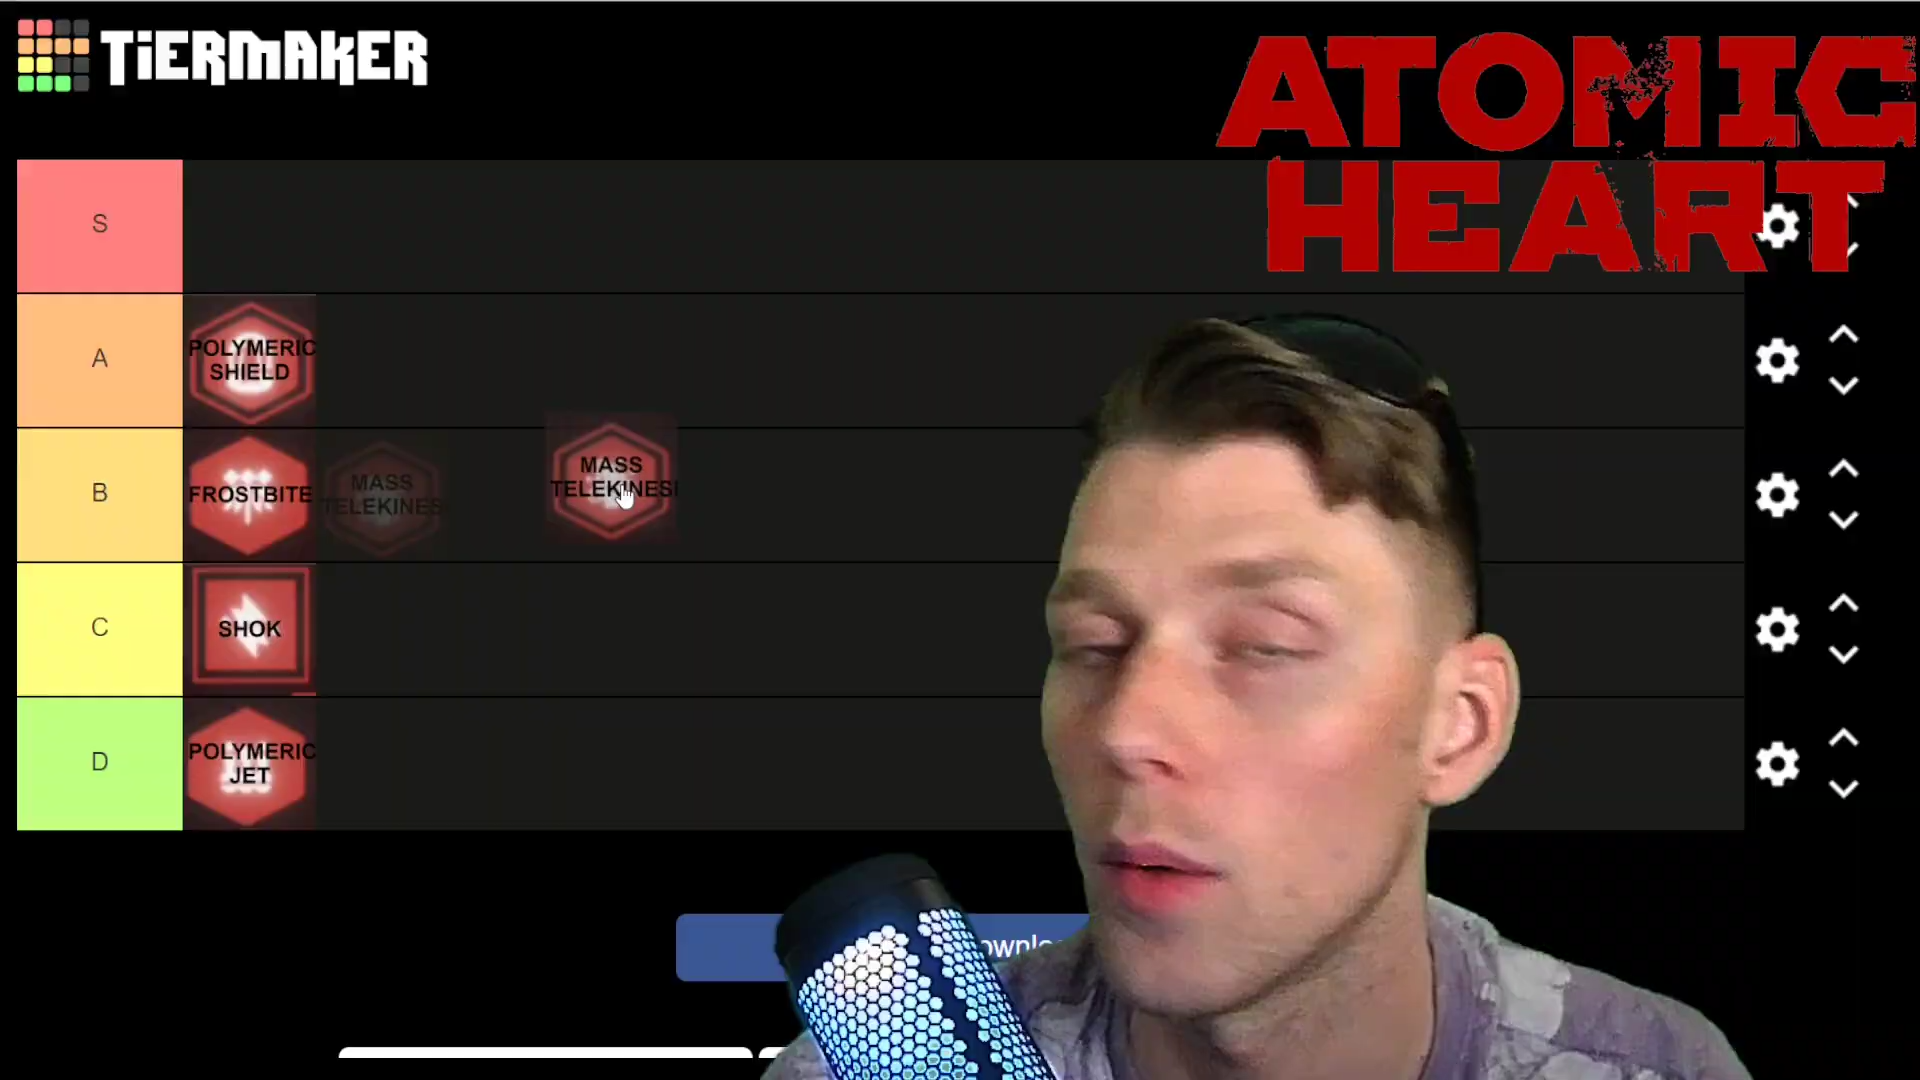 TiERMAKER
ATOMIC
HEART
S
A
POLYMERIC
SHIELD
B
FROSTBITE
MASS
TELEKINES
MASS
TELEKINESI
C
SHOK
D
POLYMERIC
JET